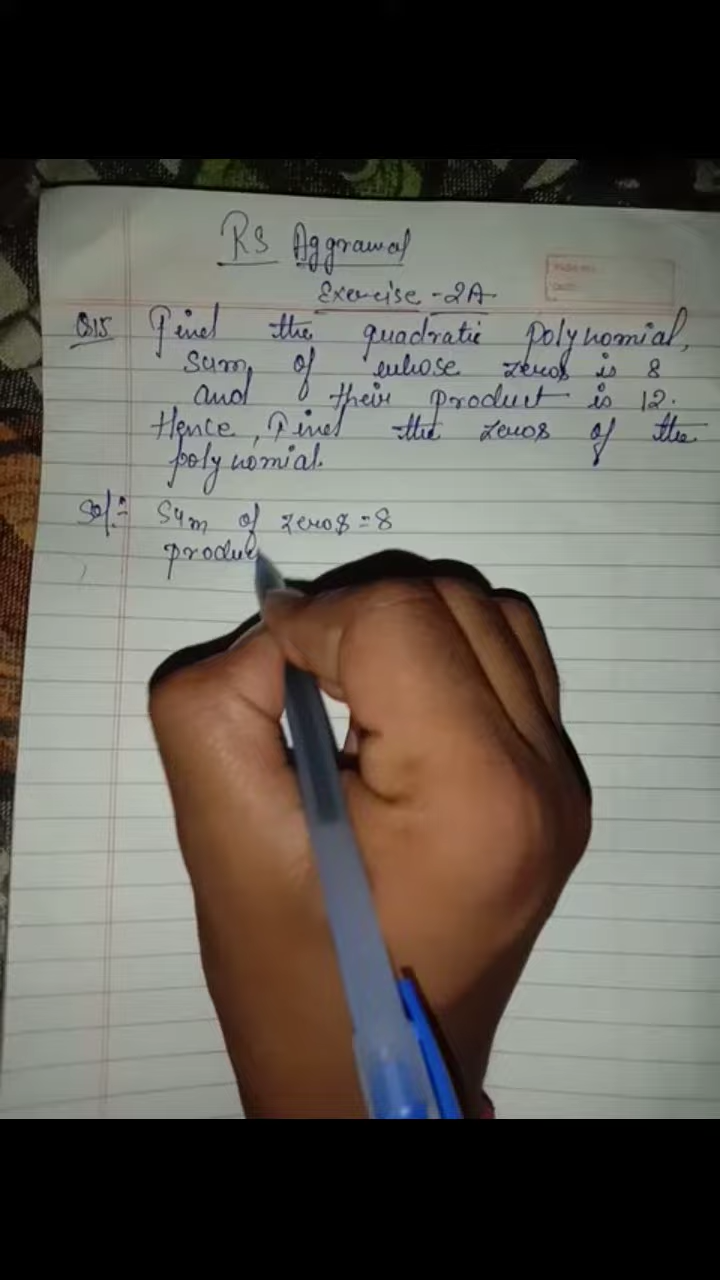 RS Aggrawal
Exercise - 2A
Q15 Find the quadratic polynomial,
sum of whose zeros is 8
and their product is 12.
Hence, Find the zeros of the
polynomial.
Sol:- Sum of zeros = 8
produc